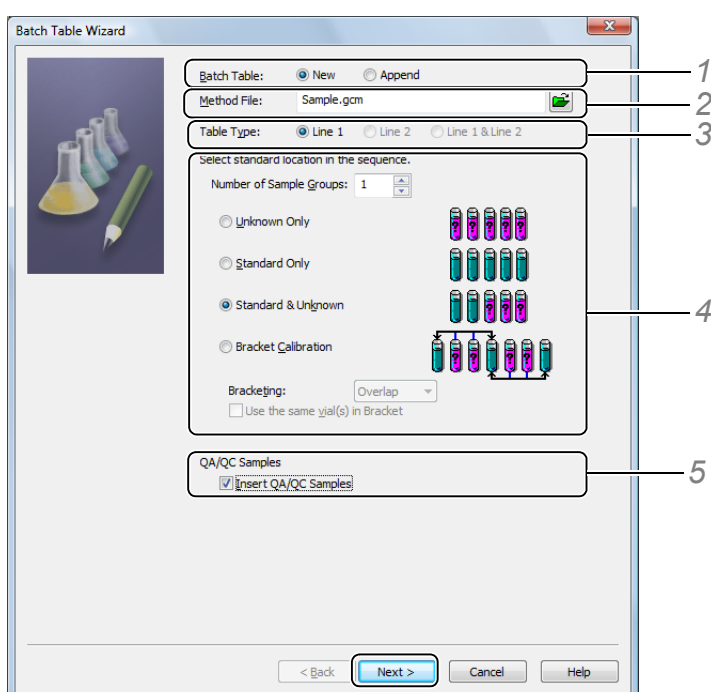 Batch Table Wizard
Batch Table: New Append 1
Method File: Sample.gcm 2
Table Type: Line 1 Line 2 Line 1 & Line 2 3
Select standard location in the sequence.
Number of Sample Groups: 1
Unknown Only
? ? ? ? ?
Standard Only
Standard & Unknown 4
? ? ?
Bracket Calibration
? ? ? ?
Bracketing: Overlap
Use the same vial(s) in Bracket
QA/QC Samples 5
Insert QA/QC Samples
< Back Next > Cancel Help